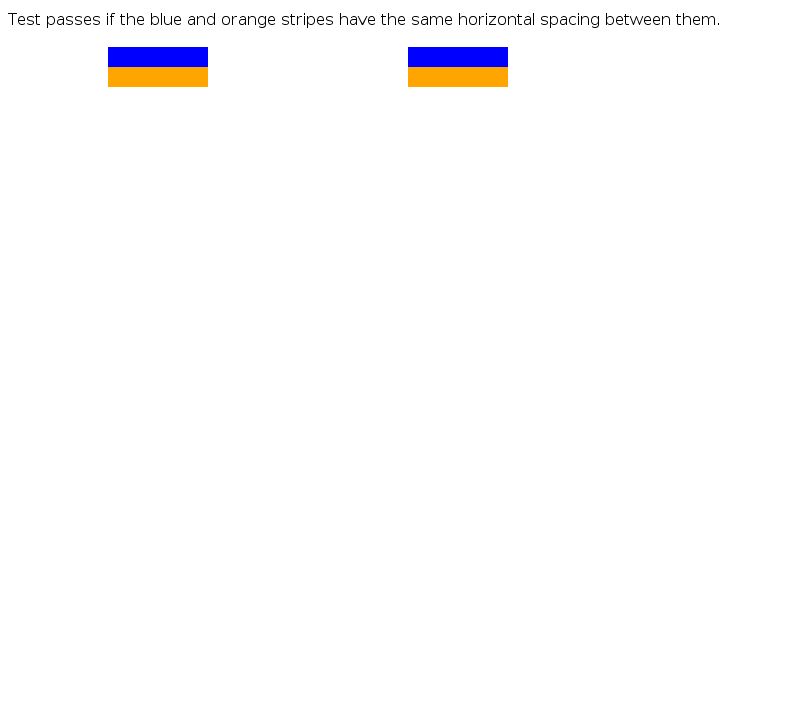 Test passes if the blue and orange stripes have the same horizontal spacing between them.